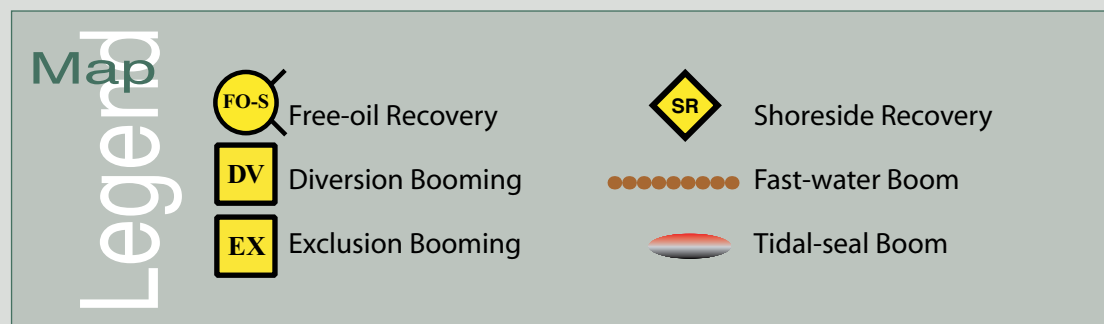 Map
Legend
FO-S Free-oil Recovery
DV Diversion Booming
EX Exclusion Booming
SR Shoreside Recovery
Fast-water Boom
Tidal-seal Boom